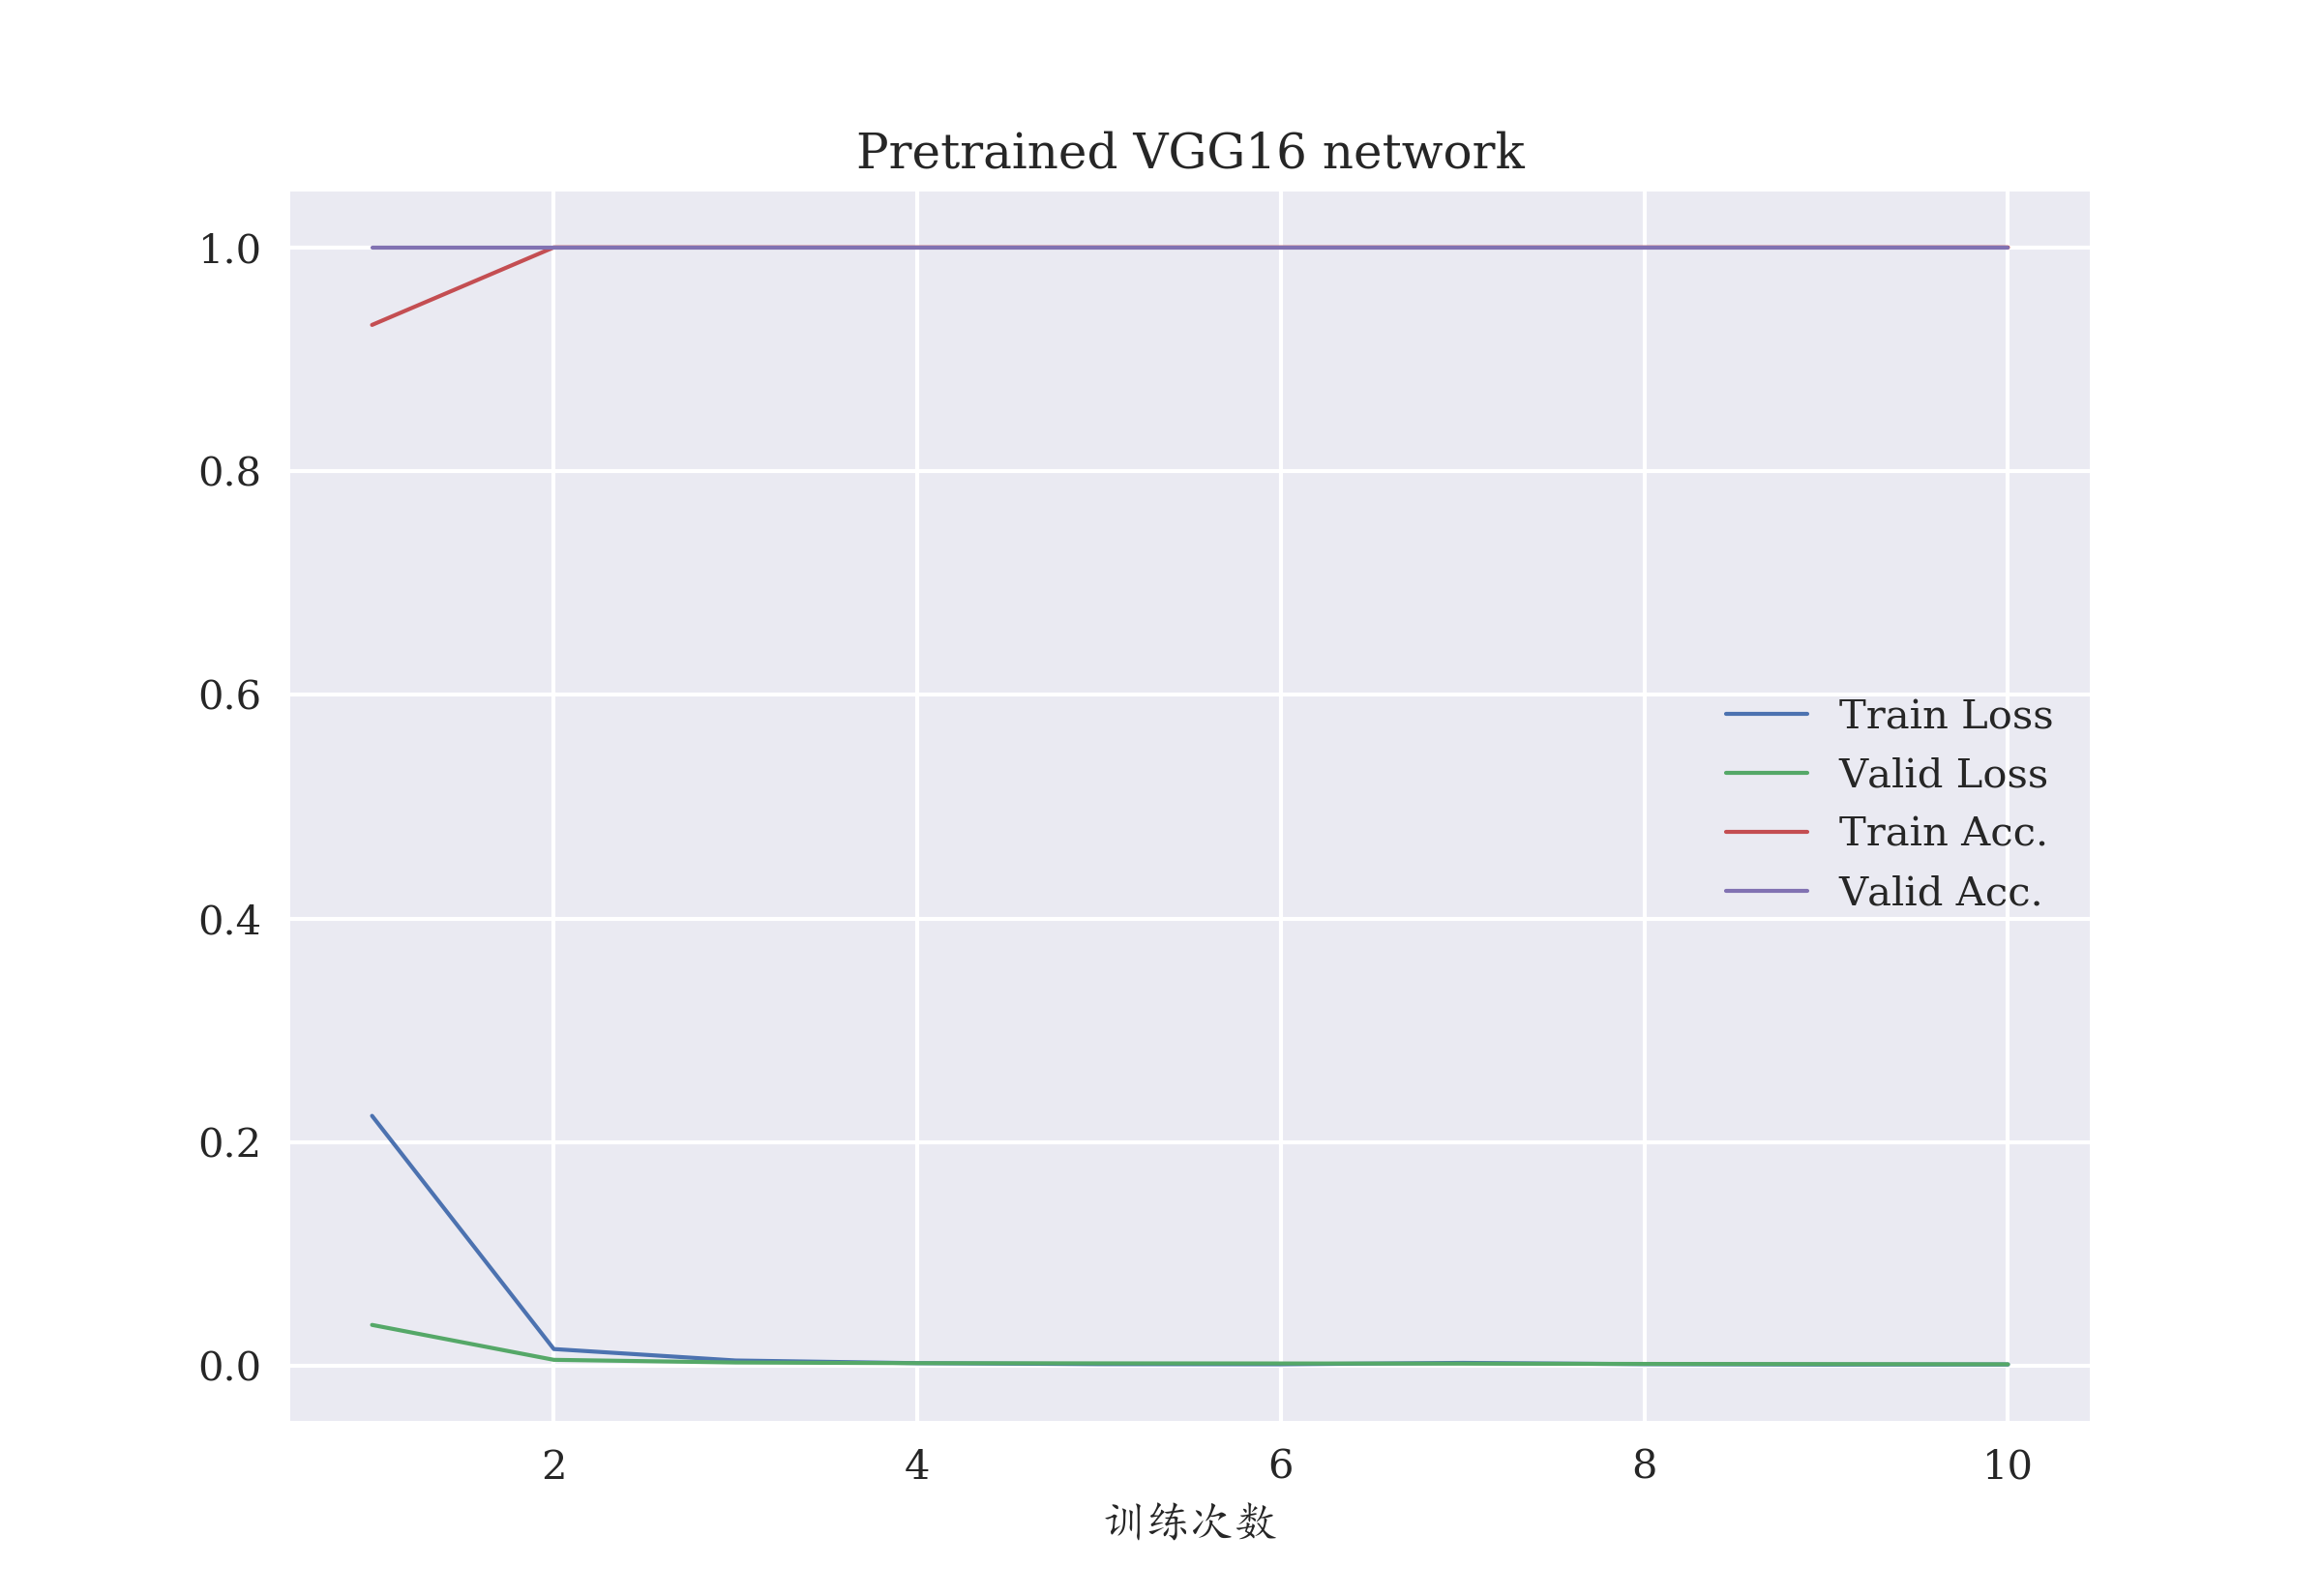 Pretrained VGG16 network
1.0
0.8
0.6
0.4
0.2
0.0
Train Loss
Valid Loss
Train Acc.
Valid Acc.
2 4 6 8 10
训练次数